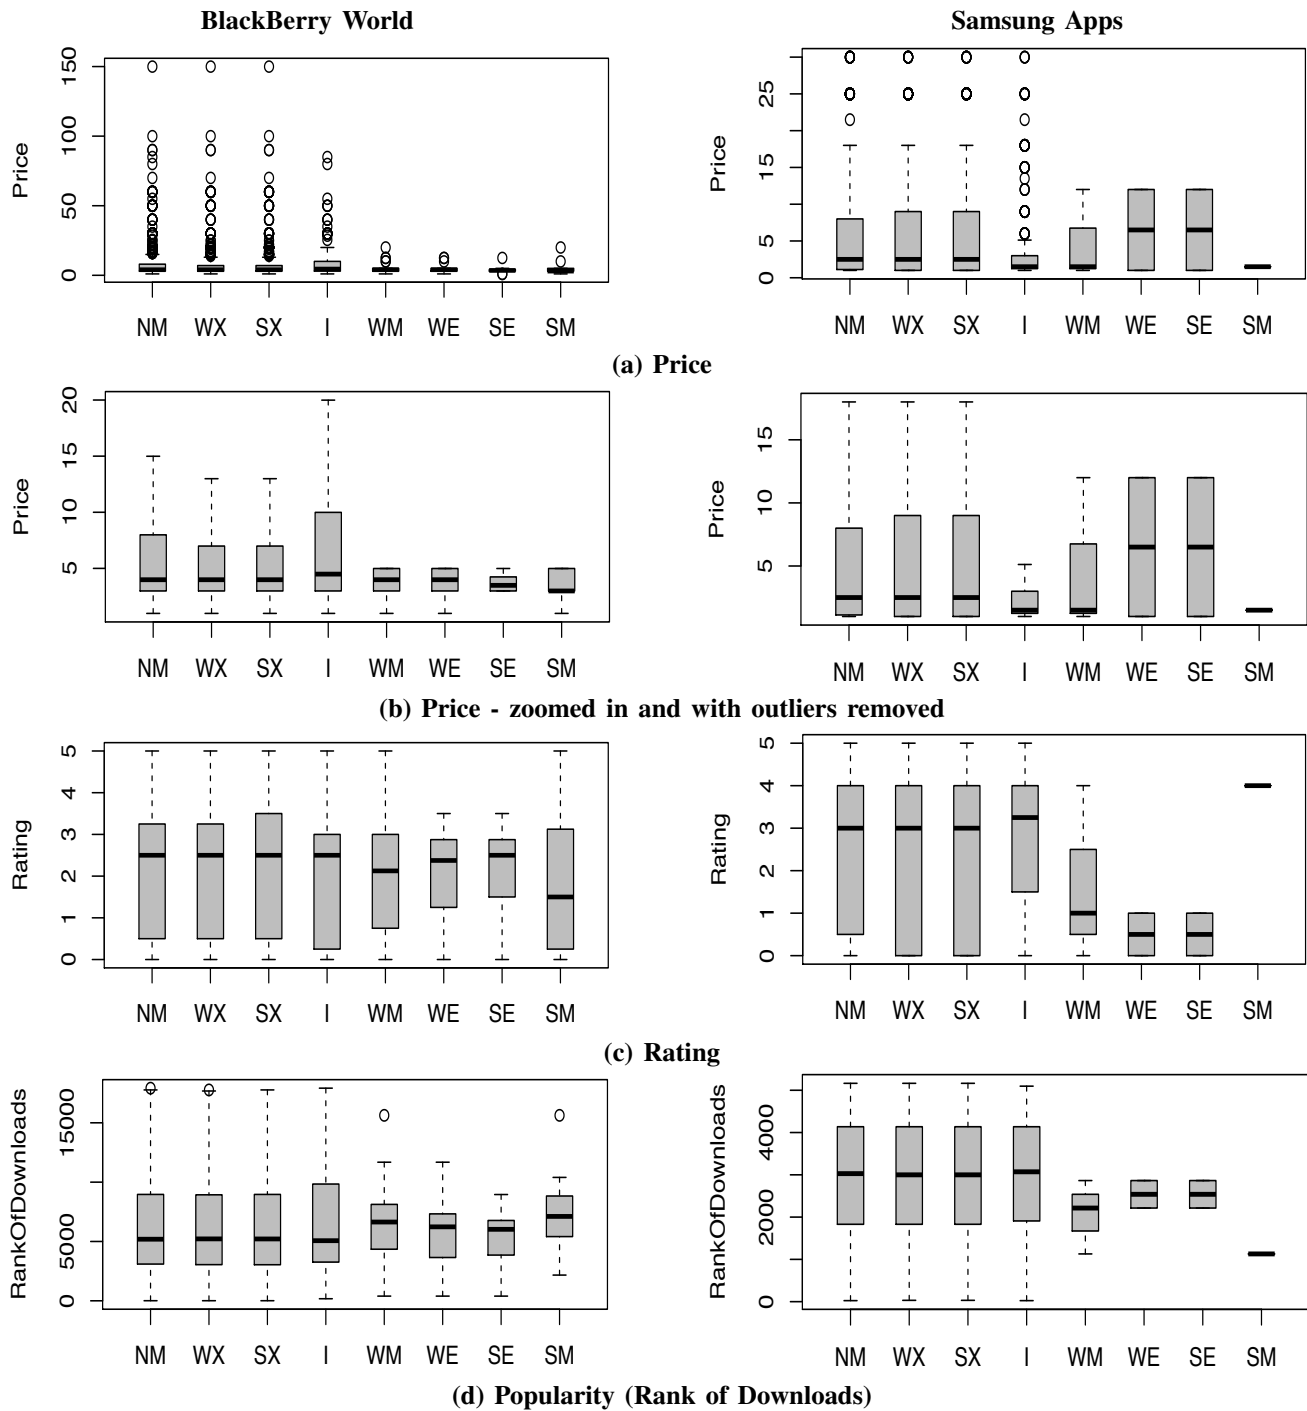 BlackBerry World
Samsung Apps
Price
0 50 100 150
NM WX SX I WM WE SE SM
Price
0 5 15 25
NM WX SX I WM WE SE SM
(a) Price
Price
5 10 15 20
NM WX SX I WM WE SE SM
Price
5 10 15
NM WX SX I WM WE SE SM
(b) Price - zoomed in and with outliers removed
Rating
0 1 2 3 4 5
NM WX SX I WM WE SE SM
Rating
0 1 2 3 4 5
NM WX SX I WM WE SE SM
(c) Rating
RankOfDownloads
0 5000 15000
NM WX SX I WM WE SE SM
RankOfDownloads
0 2000 4000
NM WX SX I WM WE SE SM
(d) Popularity (Rank of Downloads)